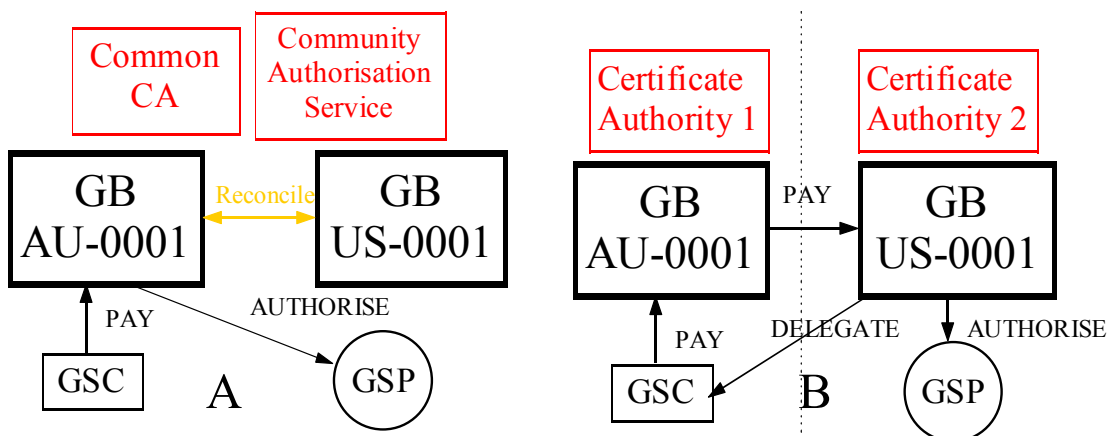 Common
CA
Community
Authorisation
Service
GB
AU-0001
Reconcile
GB
US-0001
PAY
AUTHORISE
GSC
GSP
A
Certificate
Authority 1
Certificate
Authority 2
GB
AU-0001
PAY
GB
US-0001
PAY
DELEGATE
AUTHORISE
GSC
GSP
B